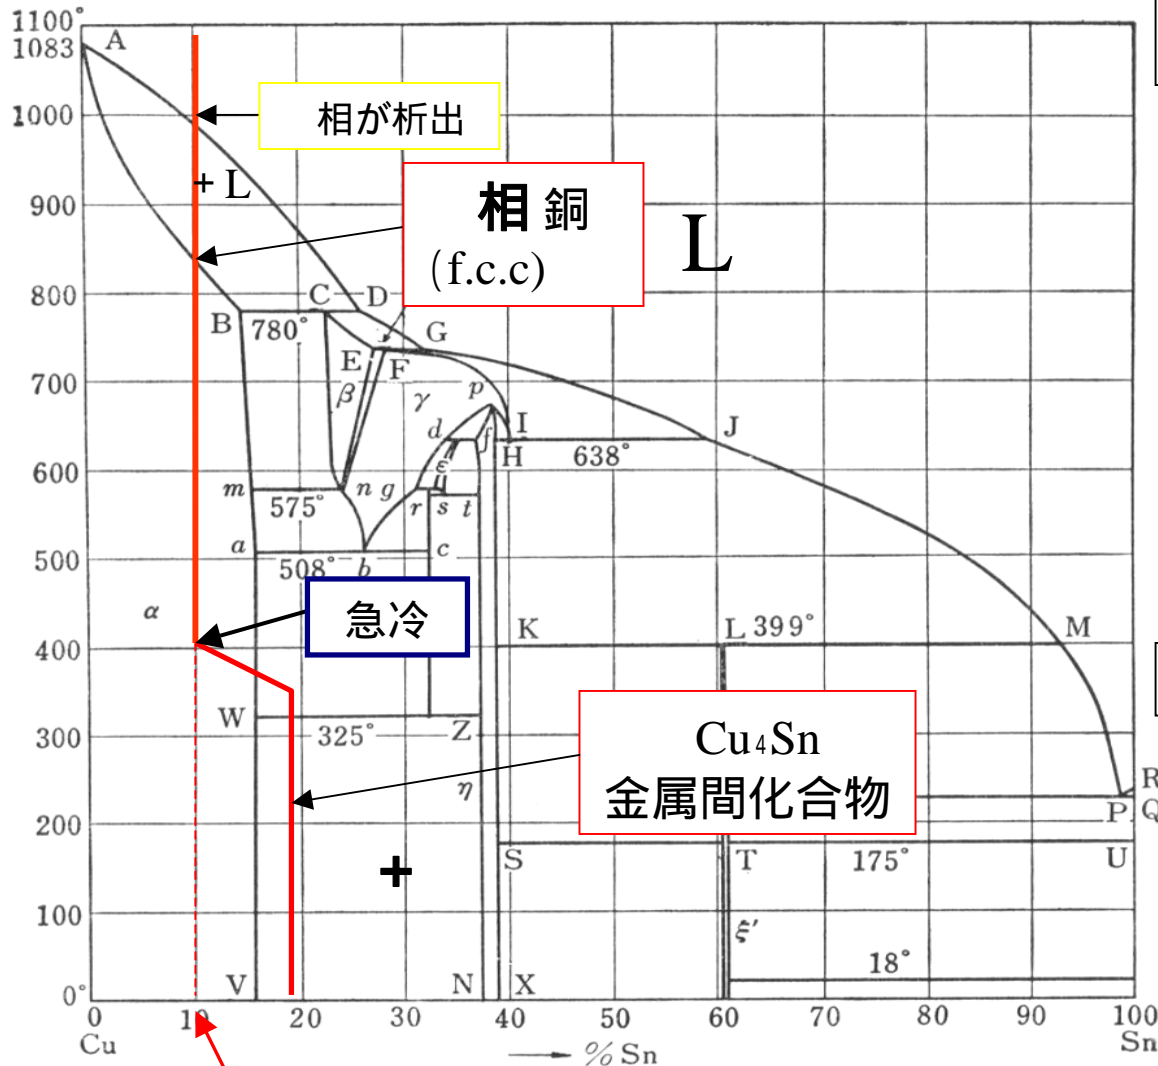 1100°
1083
A
1000
相が析出
+ L
900
相 銅
(f.c.c)
L
800
C
D
B
780°
G
E
F
700
β
γ
p
d
f
I
J
H
638°
600
ε
m
n
g
r
s
t
575°
a
c
500
508°
b
急冷
α
K
L 399°
M
400
W
325°
Z
300
Cu₄Sn
金属間化合物
η
R
P
Q
200
S
T
175°
U
+
100
ξ′
18°
V
N
X
0°
0
10
20
30
40
50
60
70
80
90
100
Cu
→ % Sn
Sn